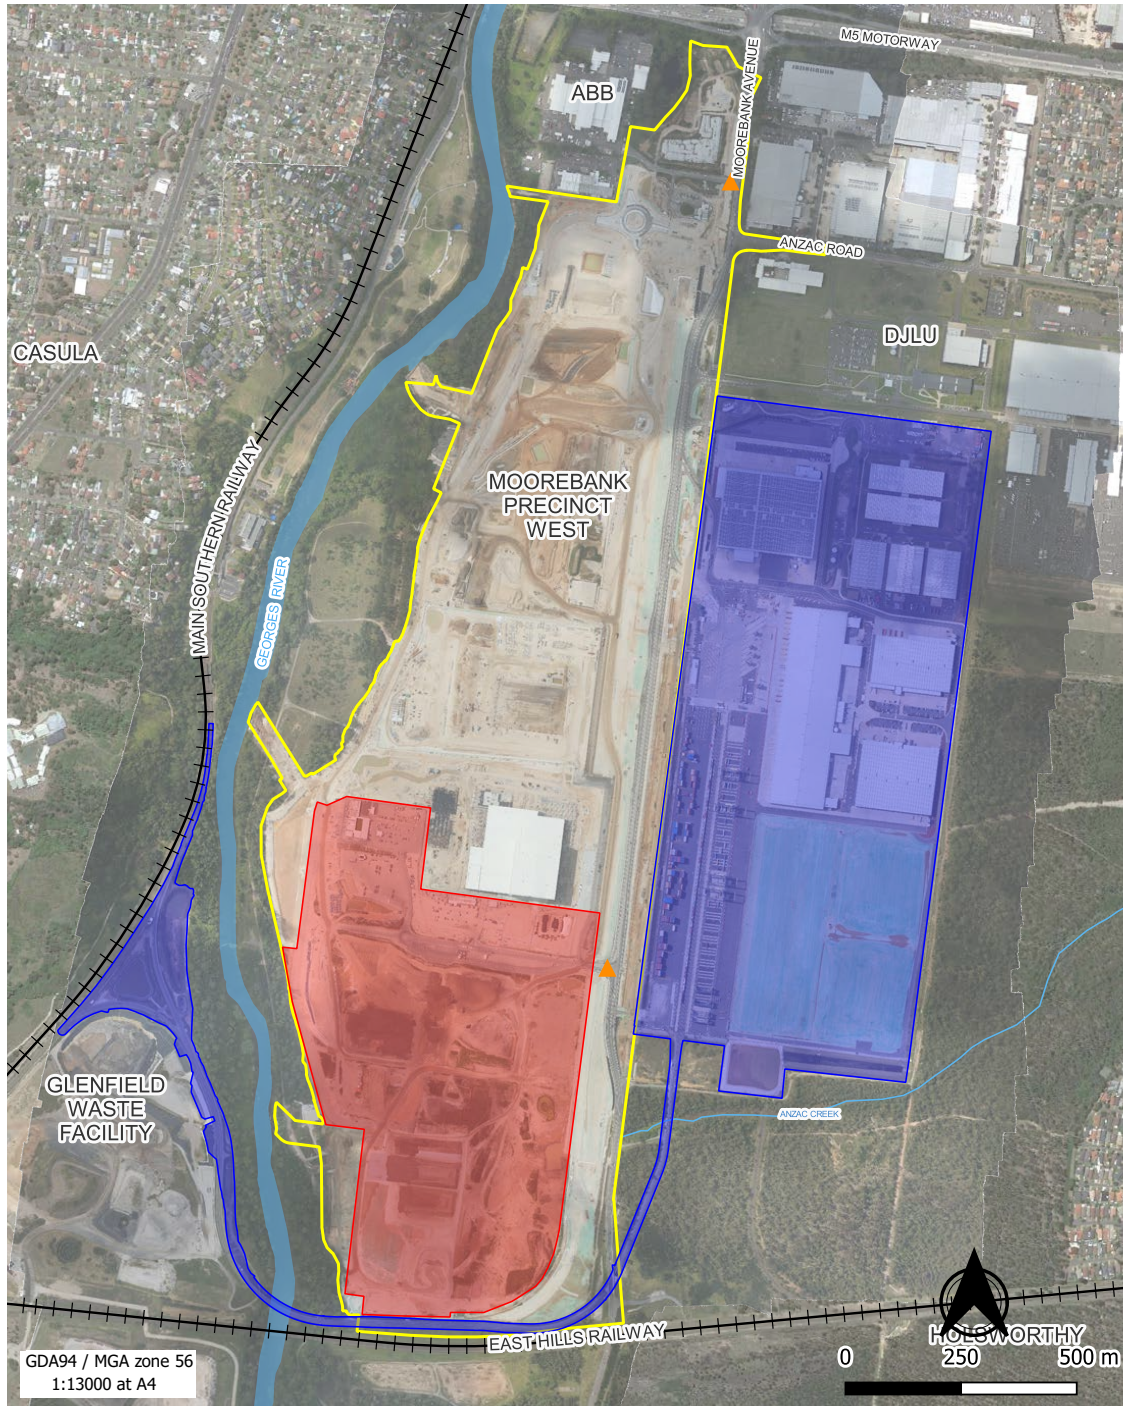 M5 MOTORWAY
ABB
MOOREBANK AVENUE
ANZAC ROAD
DJLU
CASULA
MOOREBANK
PRECINCT
WEST
MAIN SOUTHERN RAILWAY
GEORGES RIVER
GLENFIELD
WASTE
FACILITY
ANZAC CREEK
EAST HILLS RAILWAY
HOLSWORTHY
GDA94 / MGA zone 56
1:13000 at A4
0 250 500 m